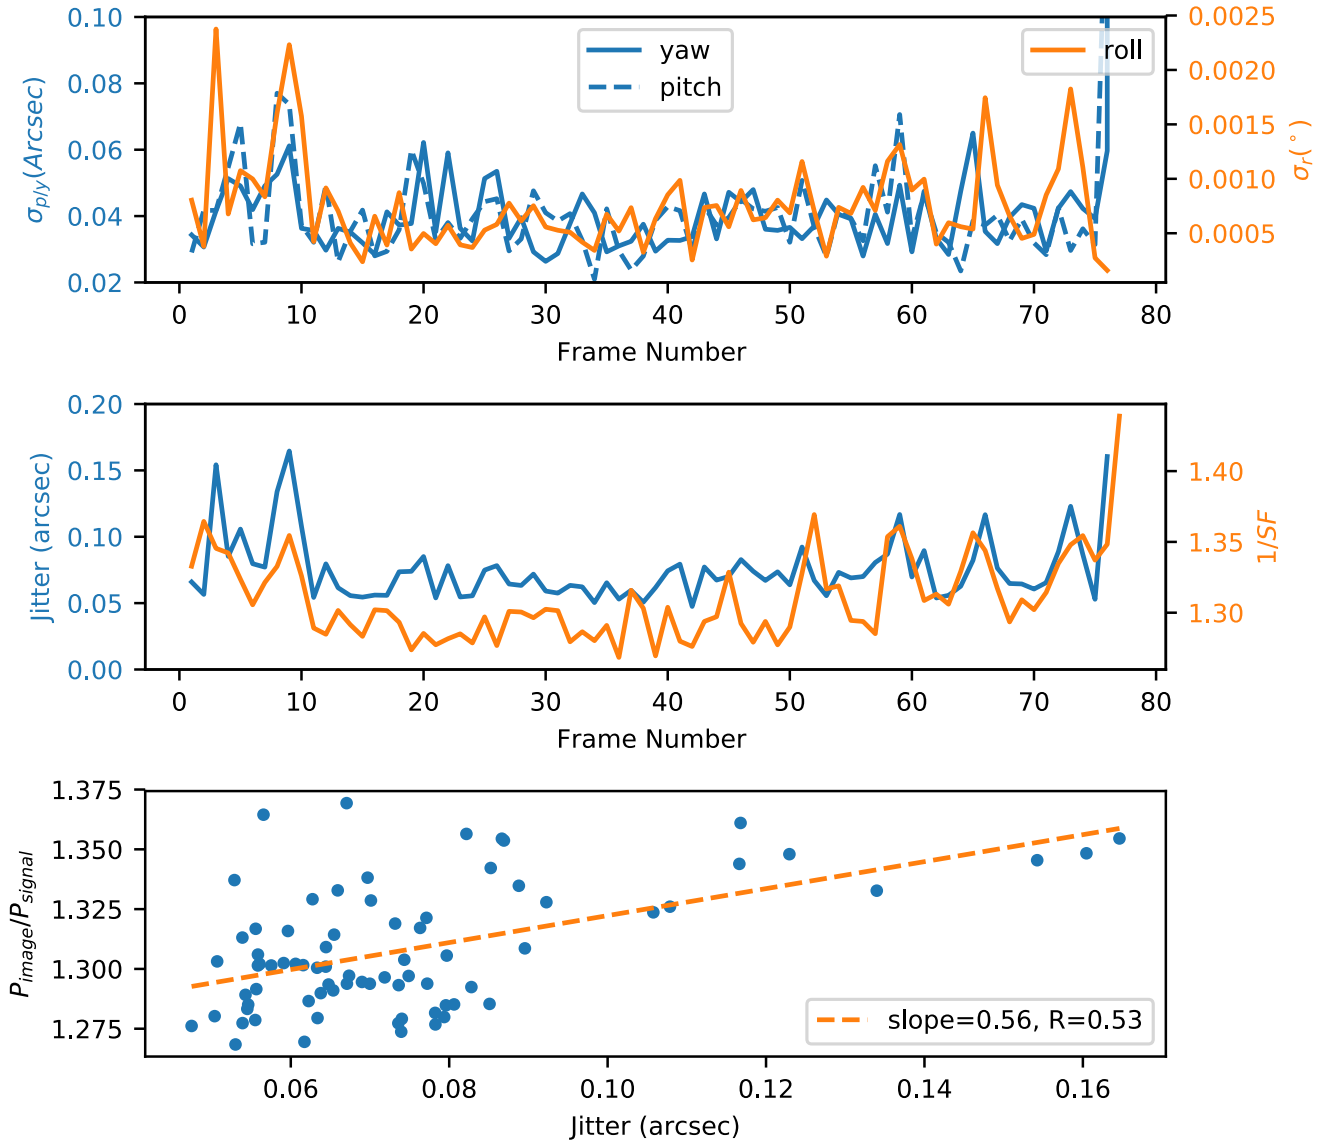 0.10
0.08
0.06
0.04
0.02
σp/y(Arcsec)
yaw
pitch
roll
0.0025
0.0020
0.0015
0.0010
0.0005
σr(°)
0 10 20 30 40 50 60 70 80
Frame Number
0.20
0.15
0.10
0.05
0.00
Jitter (arcsec)
1.40
1.35
1.30
1/SF
0 10 20 30 40 50 60 70 80
Frame Number
1.375
1.350
1.325
1.300
1.275
Pimage/Psignal
slope=0.56, R=0.53
0.06 0.08 0.10 0.12 0.14 0.16
Jitter (arcsec)